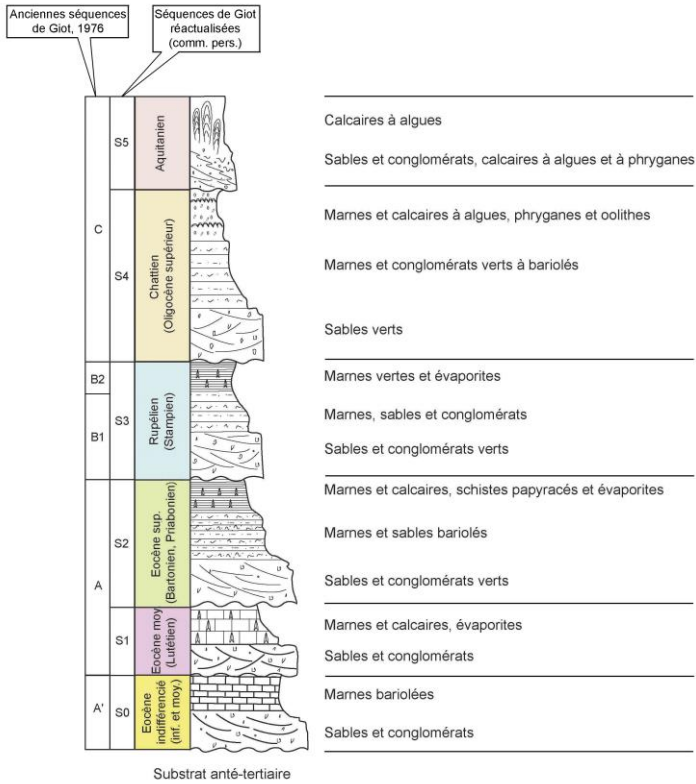 Anciennes séquences
de Giot, 1976
Séquences de Giot
réactualisées
(comm. pers.)
C
S5
Aquitanien
Calcaires à algues
Sables et conglomérats, calcaires à algues et à phryganes
S4
Chattien
(Oligocène supérieur)
Marnes et calcaires à algues, phryganes et oolithes
Marnes et conglomérats verts à bariolés
Sables verts
B2
B1
S3
Rupélien
(Stampien)
Marnes vertes et évaporites
Marnes, sables et conglomérats
Sables et conglomérats verts
A
S2
Eocène sup.
(Bartonien, Priabonien)
Marnes et calcaires, schistes papyracés et évaporites
Marnes et sables bariolés
Sables et conglomérats verts
S1
Eocène moy
(Lutétien)
Marnes et calcaires, évaporites
Sables et conglomérats
A'
S0
Eocène
indifférencié
(inf. et moy.)
Marnes bariolées
Sables et conglomérats
Substrat anté-tertiaire